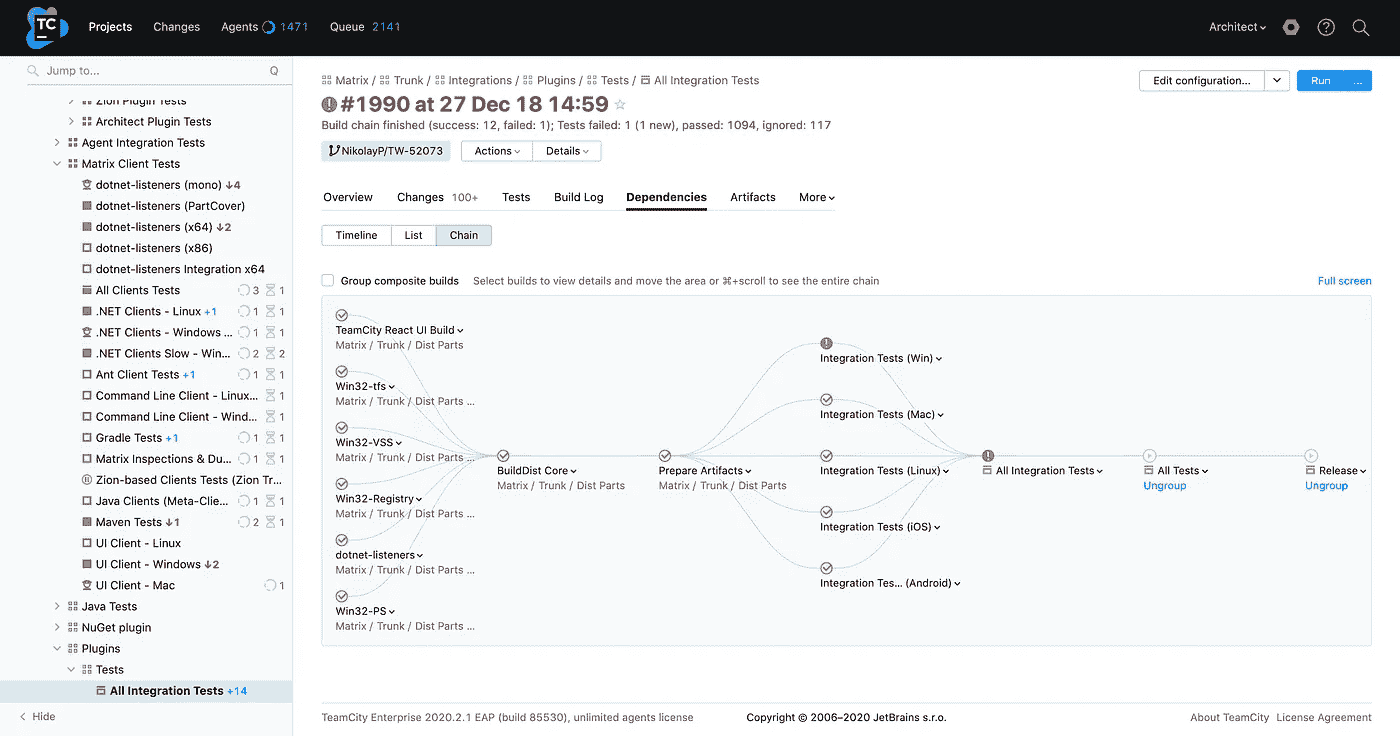 TC
Projects
Changes
Agents 1471
Queue 2141
Architect
Jump to...
Q
Zion Plugin Tests
Architect Plugin Tests
Agent Integration Tests
Matrix Client Tests
dotnet-listeners (mono) ↓4
dotnet-listeners (PartCover)
dotnet-listeners (x64) ↓2
dotnet-listeners (x86)
dotnet-listeners Integration x64
All Clients Tests 3 1
.NET Clients - Linux +1 1 1
.NET Clients - Windows ... 1 1
.NET Clients Slow - Win... 2 2
Ant Client Tests +1 1 1
Command Line Client - Linux... 1
Command Line Client - Wind... 1
Gradle Tests +1 1 1
Matrix Inspections & Du... 1 1
Zion-based Clients Tests (Zion Tr...
Java Clients (Meta-Clie... 1 1
Maven Tests ↓1 2 1
UI Client - Linux
UI Client - Windows ↓2
UI Client - Mac 1
Java Tests
NuGet plugin
Plugins
Tests
All Integration Tests +14
Hide
Matrix / Trunk / Integrations / Plugins / Tests / All Integration Tests
Edit configuration...
Run ...
#1990 at 27 Dec 18 14:59
Build chain finished (success: 12, failed: 1); Tests failed: 1 (1 new), passed: 1094, ignored: 117
NikolayP/TW-52073
Actions
Details
Overview
Changes 100+
Tests
Build Log
Dependencies
Artifacts
More
Timeline
List
Chain
Group composite builds
Select builds to view details and move the area or ⌘+scroll to see the entire chain
Full screen
TeamCity React UI Build
Matrix / Trunk / Dist Parts
Win32-tfs
Matrix / Trunk / Dist Parts ...
Win32-VSS
Matrix / Trunk / Dist Parts ...
Win32-Registry
Matrix / Trunk / Dist Parts ...
dotnet-listeners
Matrix / Trunk / Dist Parts ...
Win32-PS
Matrix / Trunk / Dist Parts ...
BuildDist Core
Matrix / Trunk / Dist Parts
Prepare Artifacts
Matrix / Trunk / Dist Parts
Integration Tests (Win)
Integration Tests (Mac)
Integration Tests (Linux)
Integration Tests (iOS)
Integration Tes... (Android)
All Integration Tests
All Tests
Ungroup
Release
Ungroup
TeamCity Enterprise 2020.2.1 EAP (build 85530), unlimited agents license
Copyright © 2006–2020 JetBrains s.r.o.
About TeamCity
License Agreement